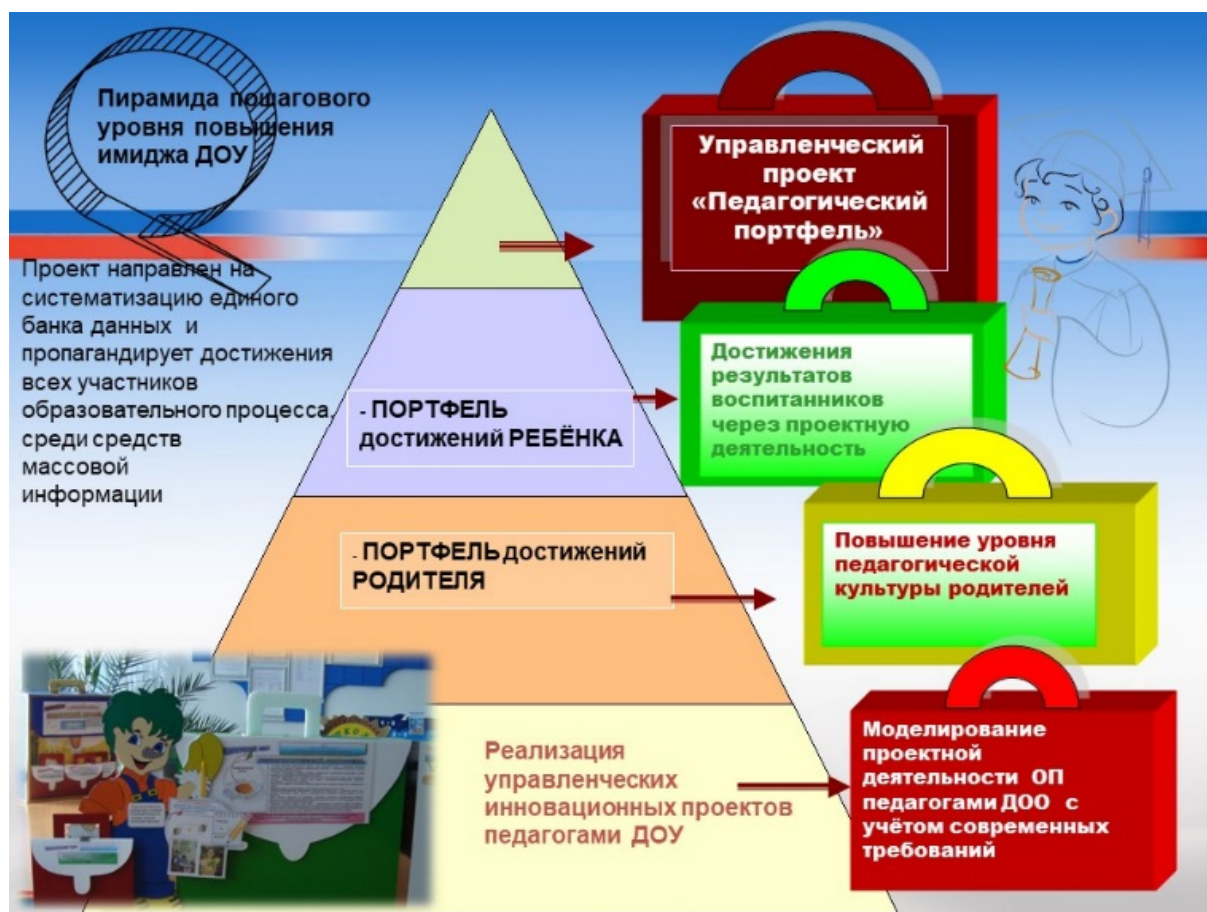 Пирамида пошагового
уровня повышения
имиджа ДОУ
Проект направлен на
систематизацию единого
банка данных и
пропагандирует достижения
всех участников
образовательного процесса,
среди средств
массовой
информации
Управленческий
проект
«Педагогический
портфель»
- ПОРТФЕЛЬ
достижений РЕБЁНКА
Достижения
результатов
воспитанников
через проектную
деятельность
- ПОРТФЕЛЬ достижений
РОДИТЕЛЯ
Повышение уровня
педагогической
культуры родителей
Реализация
управленческих
инновационных проектов
педагогами ДОУ
Моделирование
проектной
деятельности ОП
педагогами ДОО с
учётом современных
требований